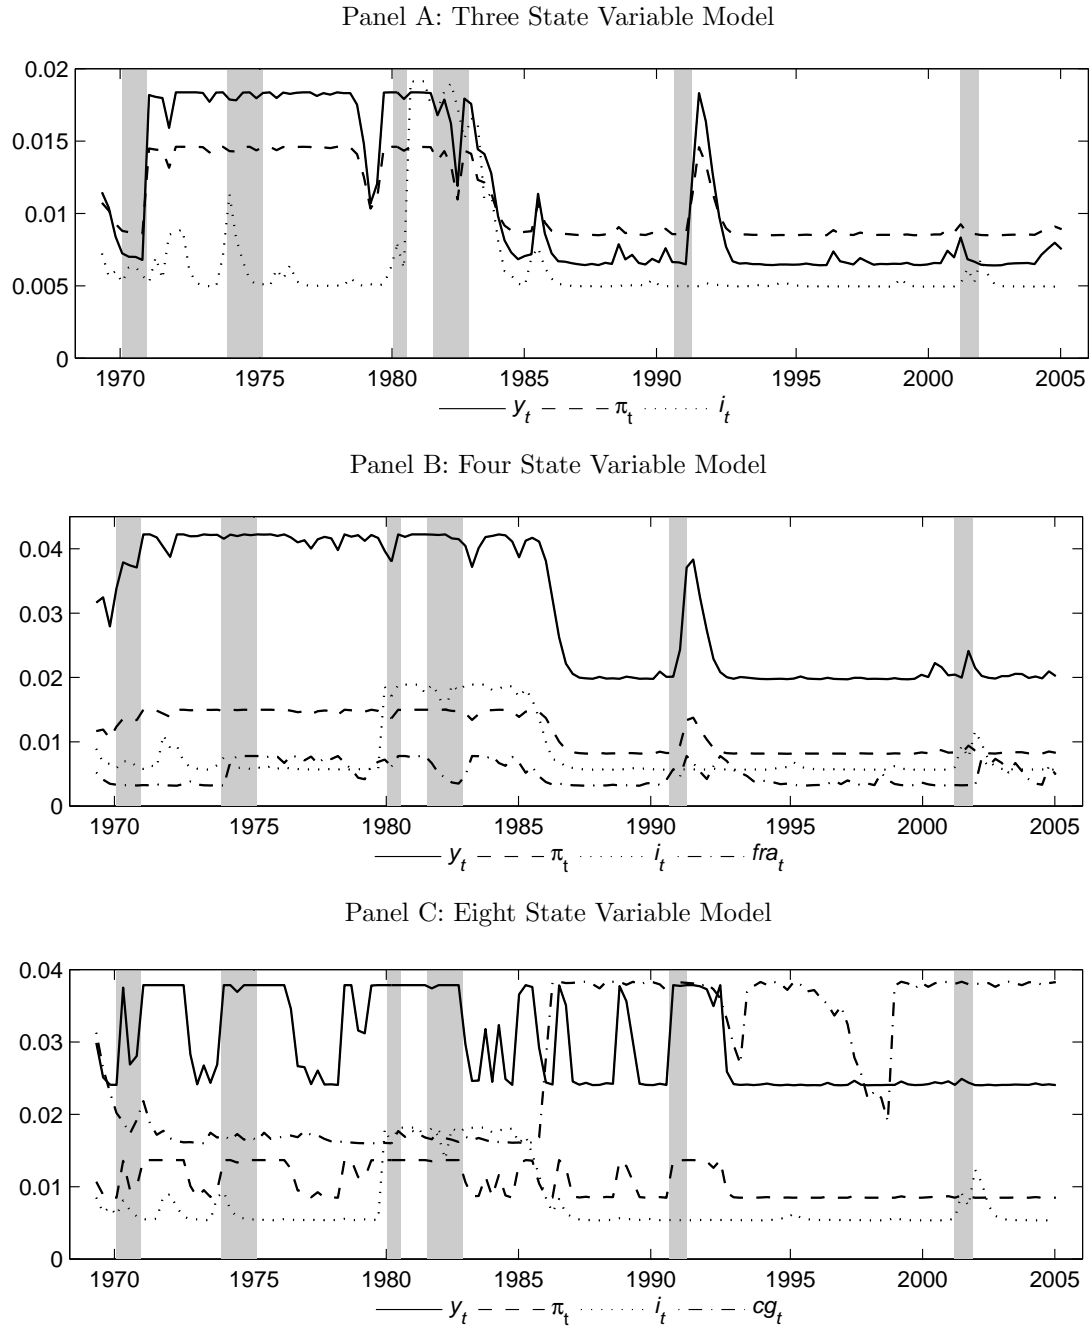 Panel A: Three State Variable Model
0.02
0.015
0.01
0.005
0
1970 1975 1980 1985 1990 1995 2000 2005
y_t π_t i_t
Panel B: Four State Variable Model
0.04
0.03
0.02
0.01
0
1970 1975 1980 1985 1990 1995 2000 2005
y_t π_t i_t fra_t
Panel C: Eight State Variable Model
0.04
0.03
0.02
0.01
0
1970 1975 1980 1985 1990 1995 2000 2005
y_t π_t i_t cg_t